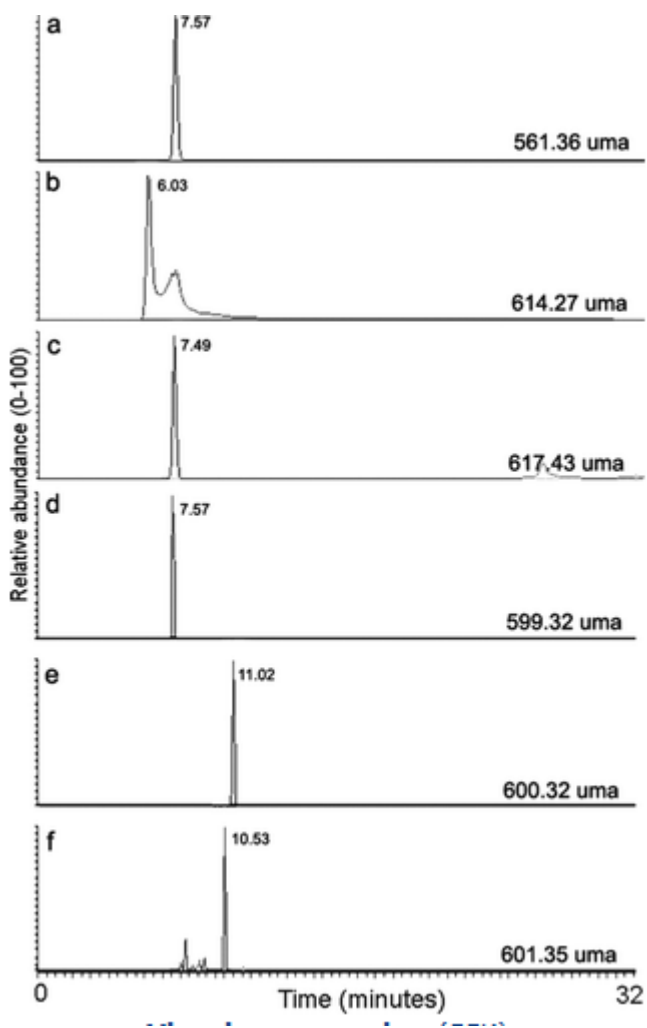 a
7.57
561.36 uma
b
6.03
614.27 uma
c
7.49
617.43 uma
d
7.57
599.32 uma
e
11.02
600.32 uma
f
10.53
601.35 uma
Relative abundance (0-100)
0
Time (minutes)
32